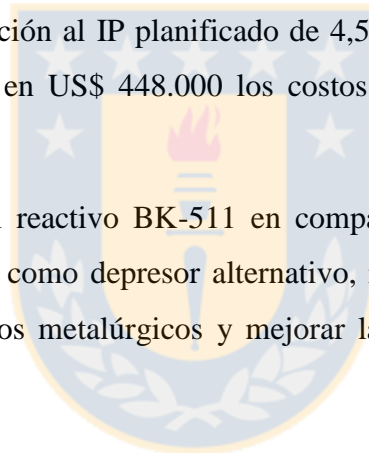 ción al IP planificado de 4,5
en US$ 448.000 los costos
reactivo BK-511 en compa
como depresor alternativo,
os metalúrgicos y mejorar la